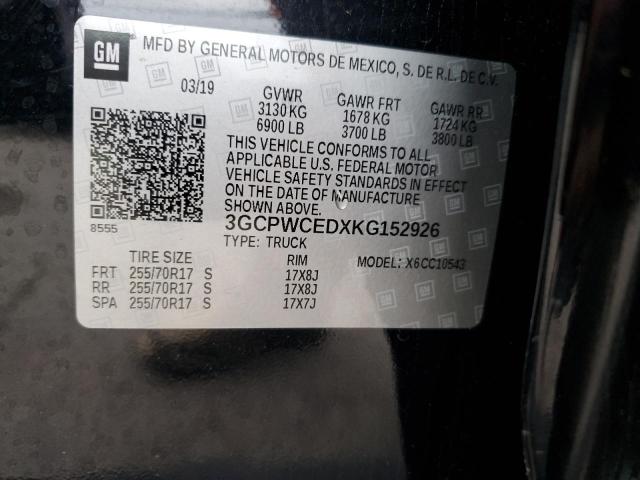 GM
MFD BY GENERAL MOTORS DE MEXICO, S. DE R.L. DE C.V.
03/19 GVWR GAWR FRT GAWR RR
3130 KG 1678 KG 1724 KG
6900 LB 3700 LB 3800 LB
THIS VEHICLE CONFORMS TO ALL
APPLICABLE U.S. FEDERAL MOTOR
VEHICLE SAFETY STANDARDS IN EFFECT
ON THE DATE OF MANUFACTURE
SHOWN ABOVE.
8555 3GCPWCEDXKG152926
TYPE: TRUCK
TIRE SIZE RIM MODEL: X6CC10543
FRT 255/70R17 S 17X8J
RR 255/70R17 S 17X8J
SPA 255/70R17 S 17X7J